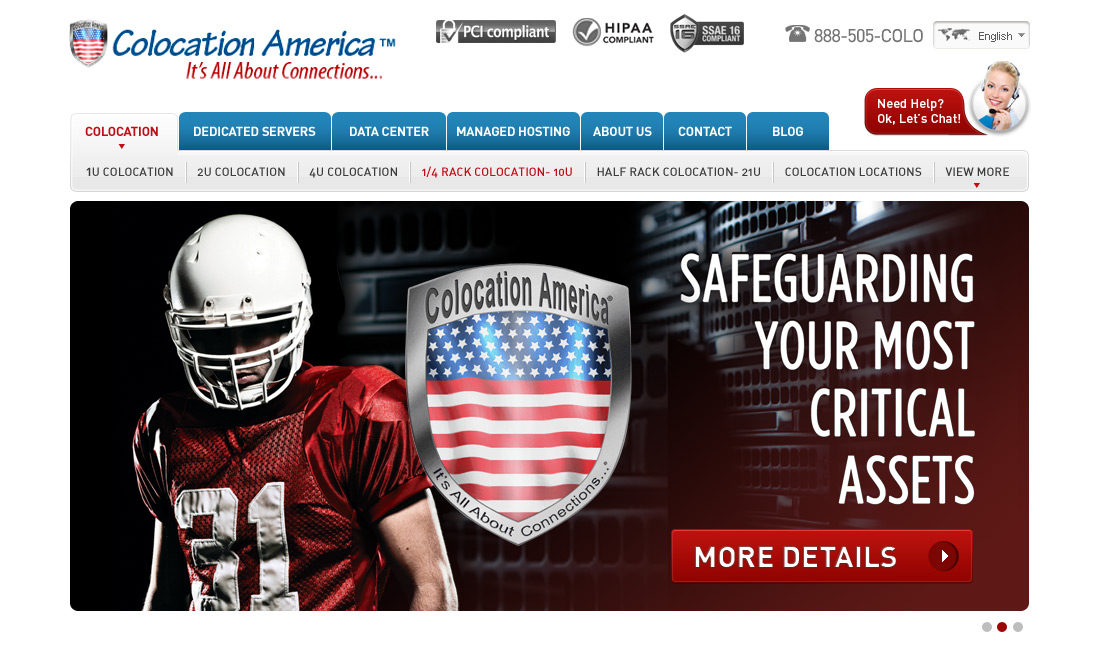 Colocation America™
It's All About Connections...
PCI compliant
HIPAA
COMPLIANT
SSAE
16
SSAE 16
COMPLIANT
888-505-COLO
English
Need Help?
Ok, Let's Chat!
COLOCATION
DEDICATED SERVERS
DATA CENTER
MANAGED HOSTING
ABOUT US
CONTACT
BLOG
1U COLOCATION
2U COLOCATION
4U COLOCATION
1/4 RACK COLOCATION- 10U
HALF RACK COLOCATION- 21U
COLOCATION LOCATIONS
VIEW MORE
Colocation America®
It's All About Connections...
31
SAFEGUARDING
YOUR MOST
CRITICAL
ASSETS
MORE DETAILS